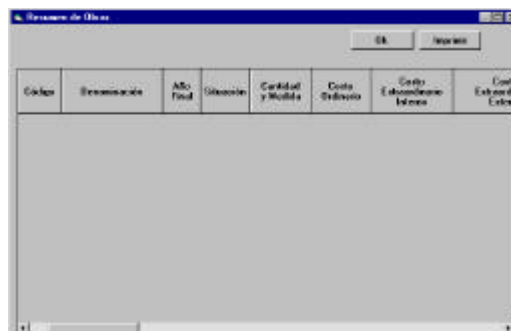 Resumen de Obras
Ok Imprimir
Código Denominación Año Final Situación Cantidad y Medida Costo Ordinario Costo Extraordinario Interno